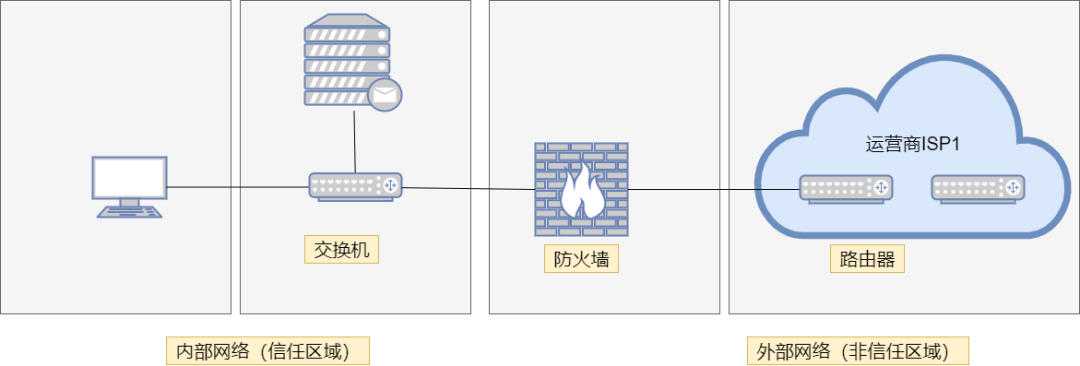 运营商ISP1
交换机
防火墙
路由器
内部网络（信任区域）
外部网络（非信任区域）